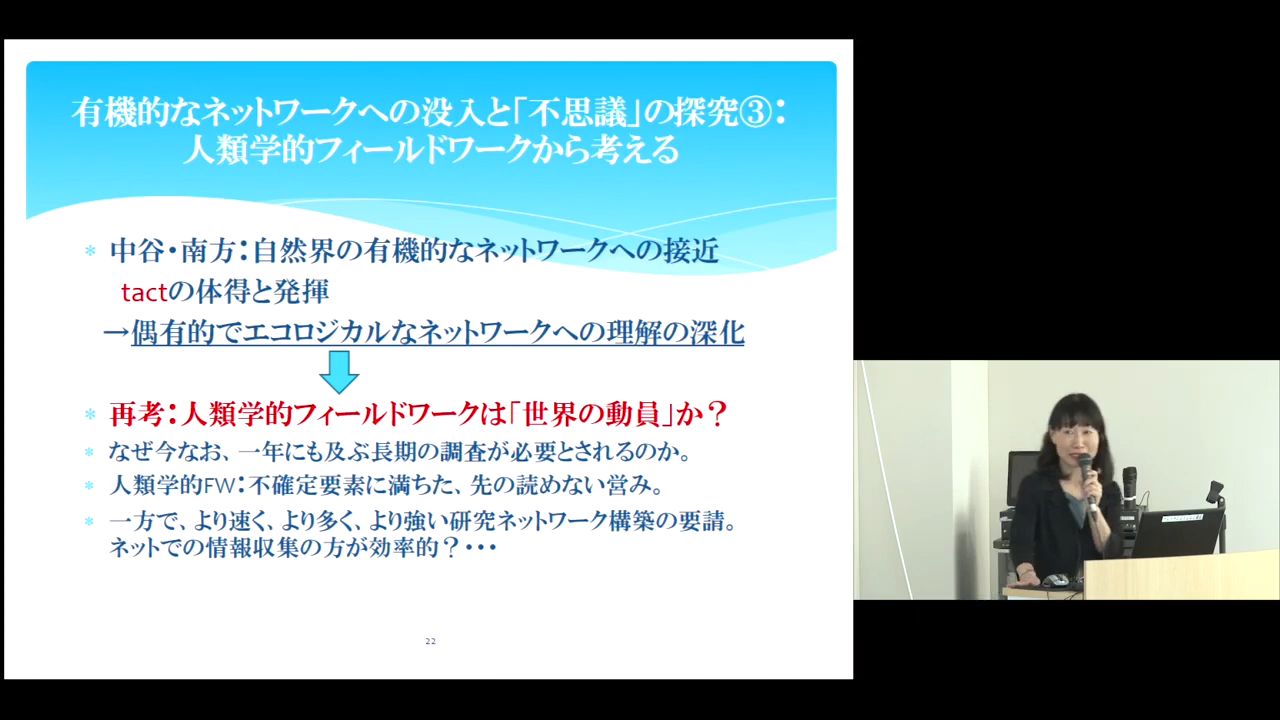 有機的なネットワークへの没入と「不思議」の探究③：
人類学的フィールドワークから考える
* 中谷・南方：自然界の有機的なネットワークへの接近
tactの体得と発揮
→偶有的でエコロジカルなネットワークへの理解の深化
* 再考：人類学的フィールドワークは「世界の動員」か？
* なぜ今なお、一年にも及ぶ長期の調査が必要とされるのか。
* 人類学的FW：不確定要素に満ちた、先の読めない営み。
* 一方で、より速く、より多く、より強い研究ネットワーク構築の要請。
ネットでの情報収集の方が効率的？・・・
22